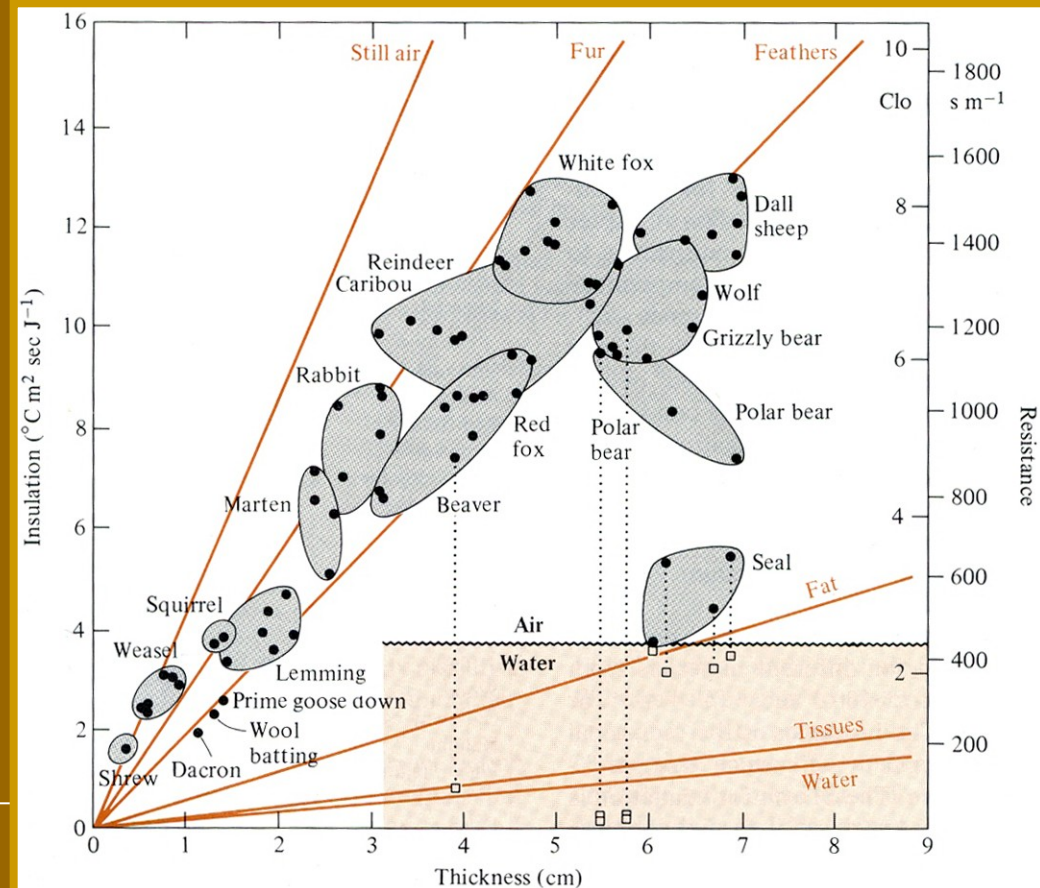 16
Still air
Fur
Feathers
10
1800
Clo
s m−1
14
1600
White fox
12
8
Dall
sheep
1400
Reindeer
Caribou
Wolf
10
1200
Grizzly bear
6
Rabbit
Polar bear
1000
Red
fox
Polar
bear
8
Marten
Beaver
800
4
6
Seal
600
Squirrel
Fat
4
Air
Weasel
Water
400
Lemming
2
Prime goose down
Wool
batting
Tissues
2
200
Shrew
Dacron
Water
0
0
0 1 2 3 4 5 6 7 8 9
Thickness (cm)
Insulation (°C m2 sec J−1)
Resistance